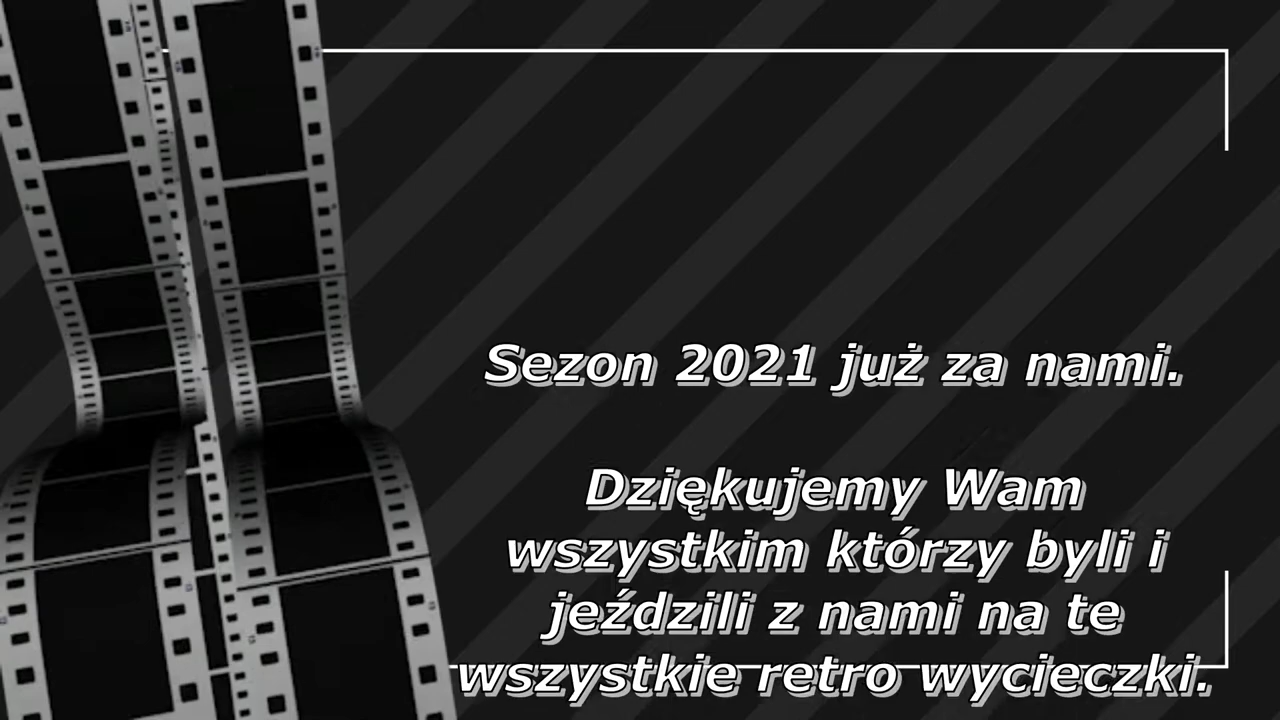 Sezon 2021 już za nami.
Dziękujemy Wam
wszystkim którzy byli i
jeździli z nami na te
wszystkie retro wycieczki.